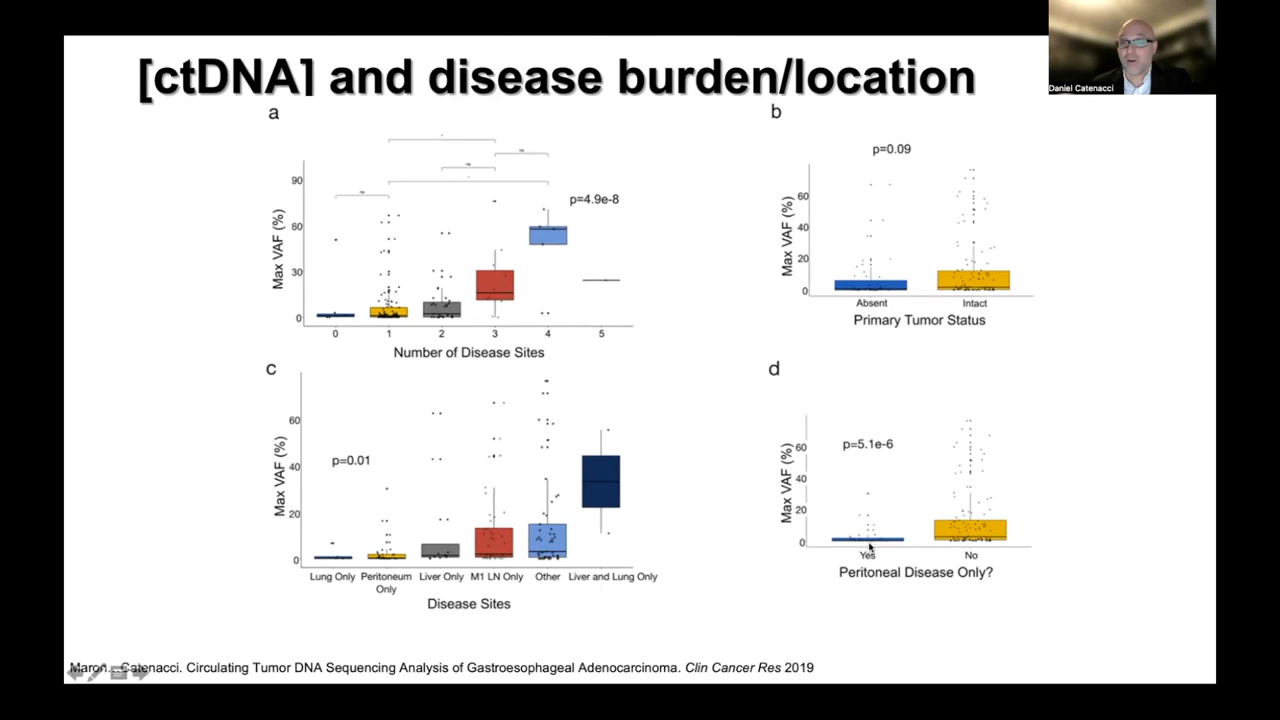 [ctDNA] and disease burden/location
Daniel Catenacci
a
ns
ns
ns
p=4.9e-8
Max VAF (%)
90
60
30
0
0 1 2 3 4 5
Number of Disease Sites
b
p=0.09
Max VAF (%)
60
40
20
0
Absent Intact
Primary Tumor Status
c
p=0.01
Max VAF (%)
60
40
20
0
Lung Only Peritoneum Only Liver Only M1 LN Only Other Liver and Lung Only
Disease Sites
d
p=5.1e-6
Max VAF (%)
60
40
20
0
Yes No
Peritoneal Disease Only?
Maron...Catenacci. Circulating Tumor DNA Sequencing Analysis of Gastroesophageal Adenocarcinoma. Clin Cancer Res 2019